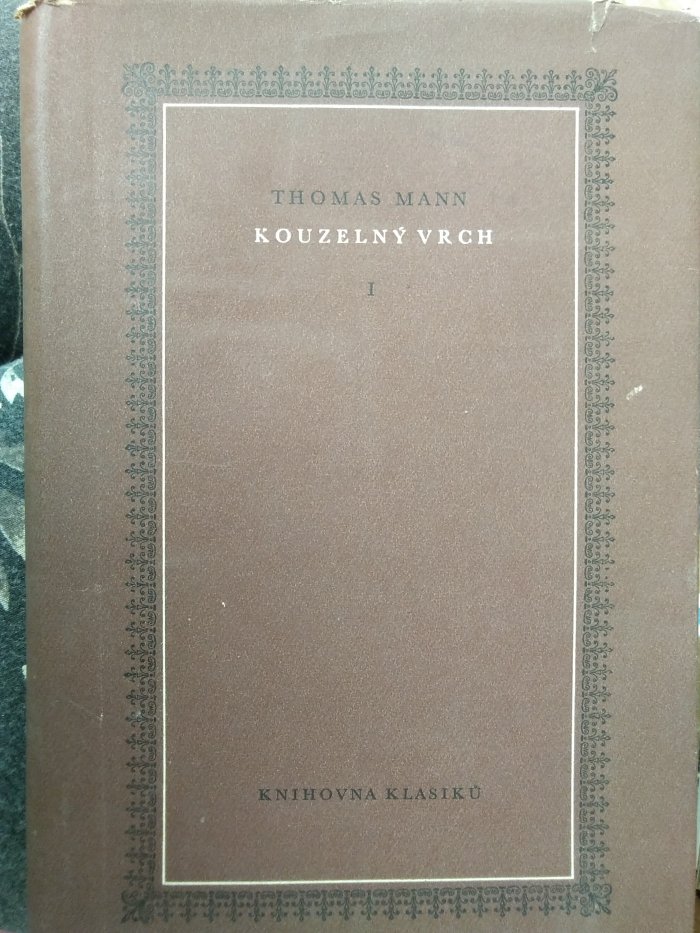 THOMAS MANN
KOUZELNÝ VRCH
I
KNIHOVNA KLASIKŮ